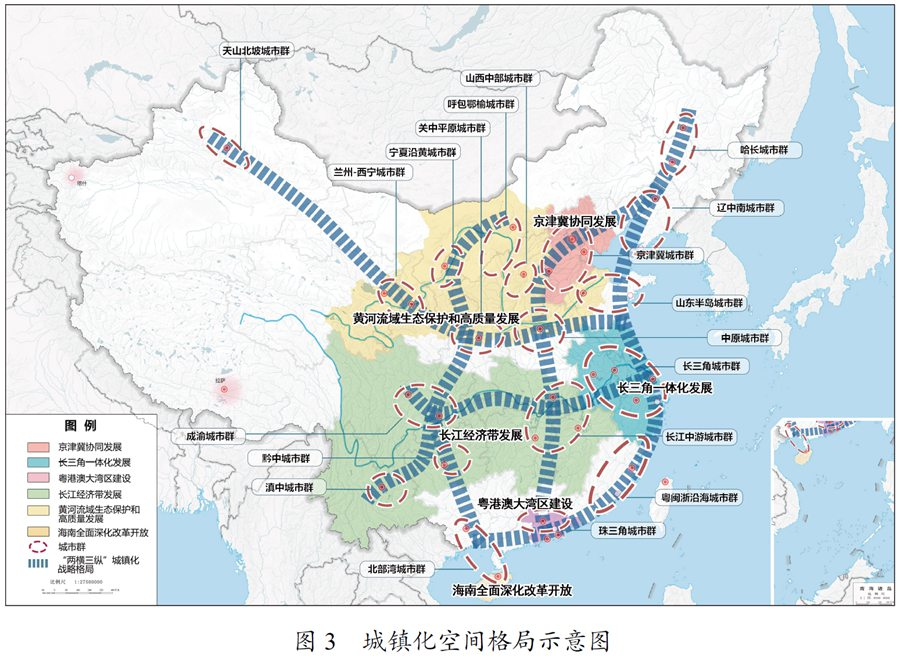 天山北坡城市群
山西中部城市群
呼包鄂榆城市群
关中平原城市群
宁夏沿黄城市群
兰州-西宁城市群
哈长城市群
辽中南城市群
京津冀协同发展
京津冀城市群
喀什
山东半岛城市群
黄河流域生态保护和高质量发展
中原城市群
长三角城市群
拉萨
长三角一体化发展
成渝城市群
长江经济带发展
长江中游城市群
黔中城市群
滇中城市群
粤港澳大湾区建设
粤闽浙沿海城市群
珠三角城市群
北部湾城市群
海南全面深化改革开放
图例
京津冀协同发展
长三角一体化发展
粤港澳大湾区建设
长江经济带发展
黄河流域生态保护和
高质量发展
海南全面深化改革开放
城市群
“两横三纵”城镇化
战略格局
比例尺 1:27500000
南海诸岛
图 3 城镇化空间格局示意图